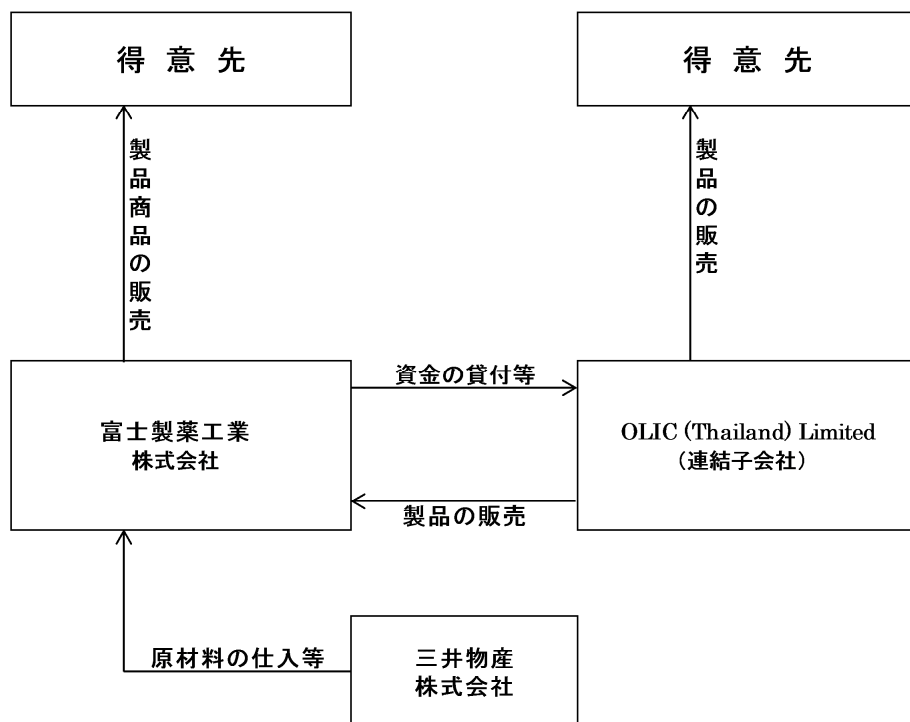 得意先
得意先
製品商品の販売
製品の販売
富士製薬工業
株式会社
資金の貸付等
OLIC (Thailand) Limited
（連結子会社）
製品の販売
原材料の仕入等
三井物産
株式会社